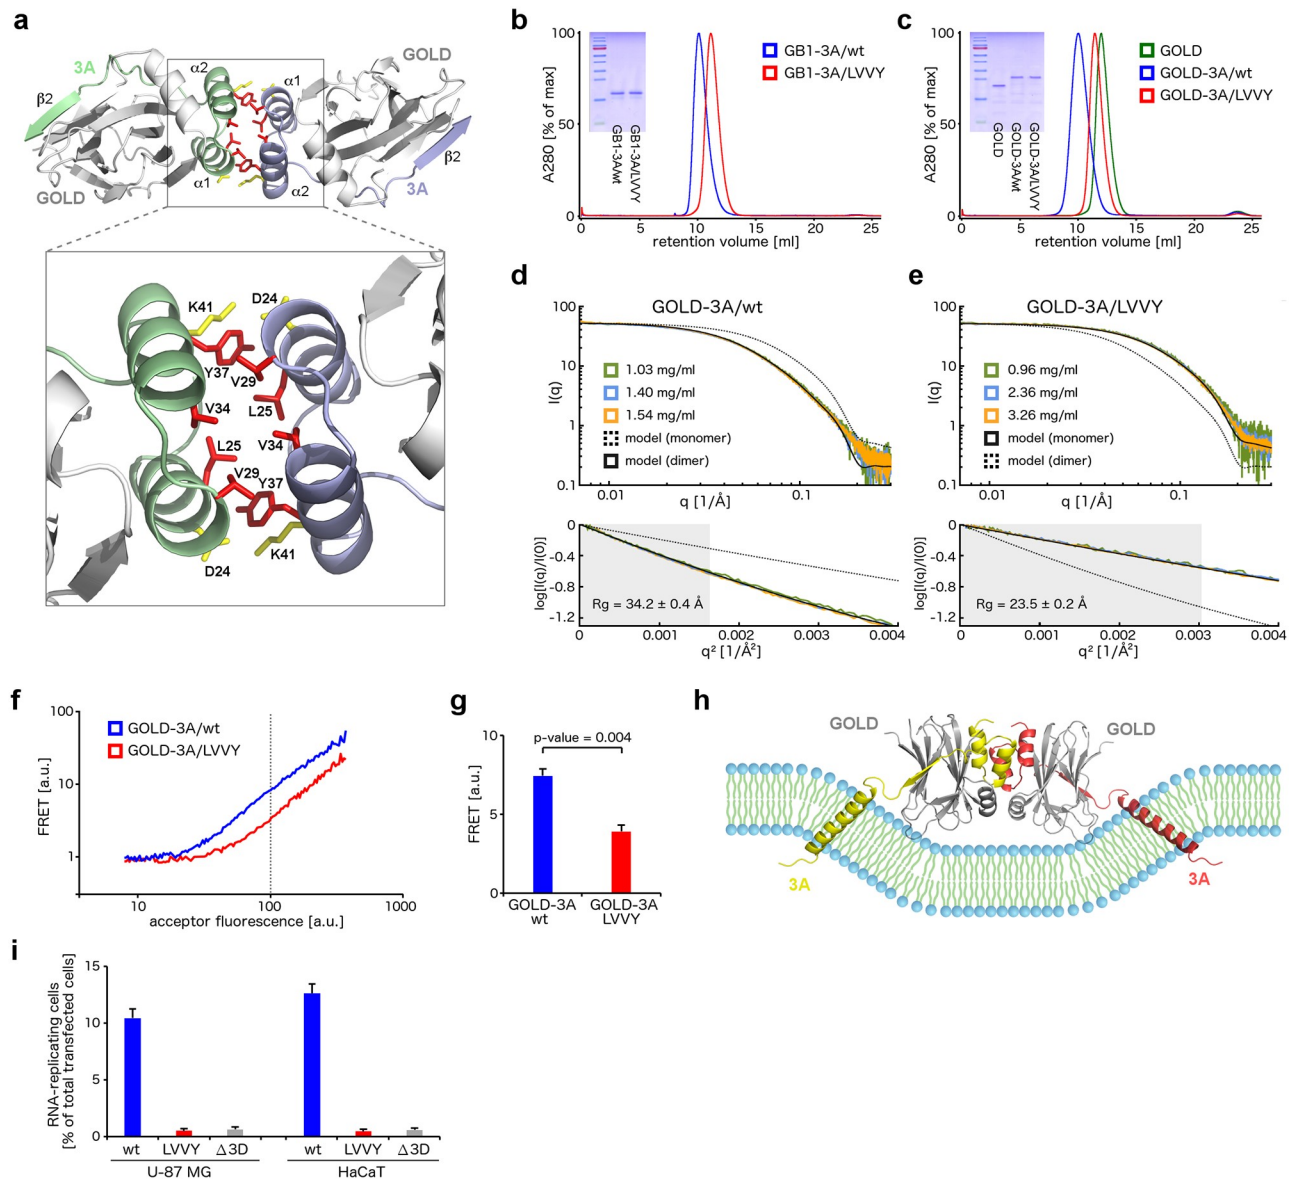 a
GOLD
3A
α2
α1
β2
β2
GOLD
α1
α2
3A
K41
D24
Y37
V29
V34
L25
L25
V34
V29
Y37
K41
D24
b
100
50
0
A280 [% of max]
GB1-3A/wt
GB1-3A/LVVY
GB1-3A/wt
GB1-3A/LVVY
0 5 10 15 20 25
retention volume [ml]
c
100
50
0
A280 [% of max]
GOLD
GOLD-3A/wt
GOLD-3A/LVVY
GOLD
GOLD-3A/wt
GOLD-3A/LVVY
0 5 10 15 20 25
retention volume [ml]
d
GOLD-3A/wt
100
10
1
0.1
I(q)
1.03 mg/ml
1.40 mg/ml
1.54 mg/ml
model (monomer)
model (dimer)
0.01 0.1
q [1/Å]
0
-0.4
-0.8
-1.2
log[I(q)/I(0)]
Rg = 34.2 ± 0.4 Å
0 0.001 0.002 0.003 0.004
q² [1/Å²]
e
GOLD-3A/LVVY
100
10
1
0.1
I(q)
0.96 mg/ml
2.36 mg/ml
3.26 mg/ml
model (monomer)
model (dimer)
0.01 0.1
q [1/Å]
0
-0.4
-0.8
-1.2
log[I(q)/I(0)]
Rg = 23.5 ± 0.2 Å
0 0.001 0.002 0.003 0.004
q² [1/Å²]
f
100
10
1
FRET [a.u.]
GOLD-3A/wt
GOLD-3A/LVVY
10 100 1000
acceptor fluorescence [a.u.]
g
10
5
0
FRET [a.u.]
p-value = 0.004
GOLD-3A GOLD-3A
wt LVVY
h
GOLD
GOLD
3A
3A
i
15
10
5
0
RNA-replicating cells
[% of total transfected cells]
wt LVVY Δ3D wt LVVY Δ3D
U-87 MG HaCaT